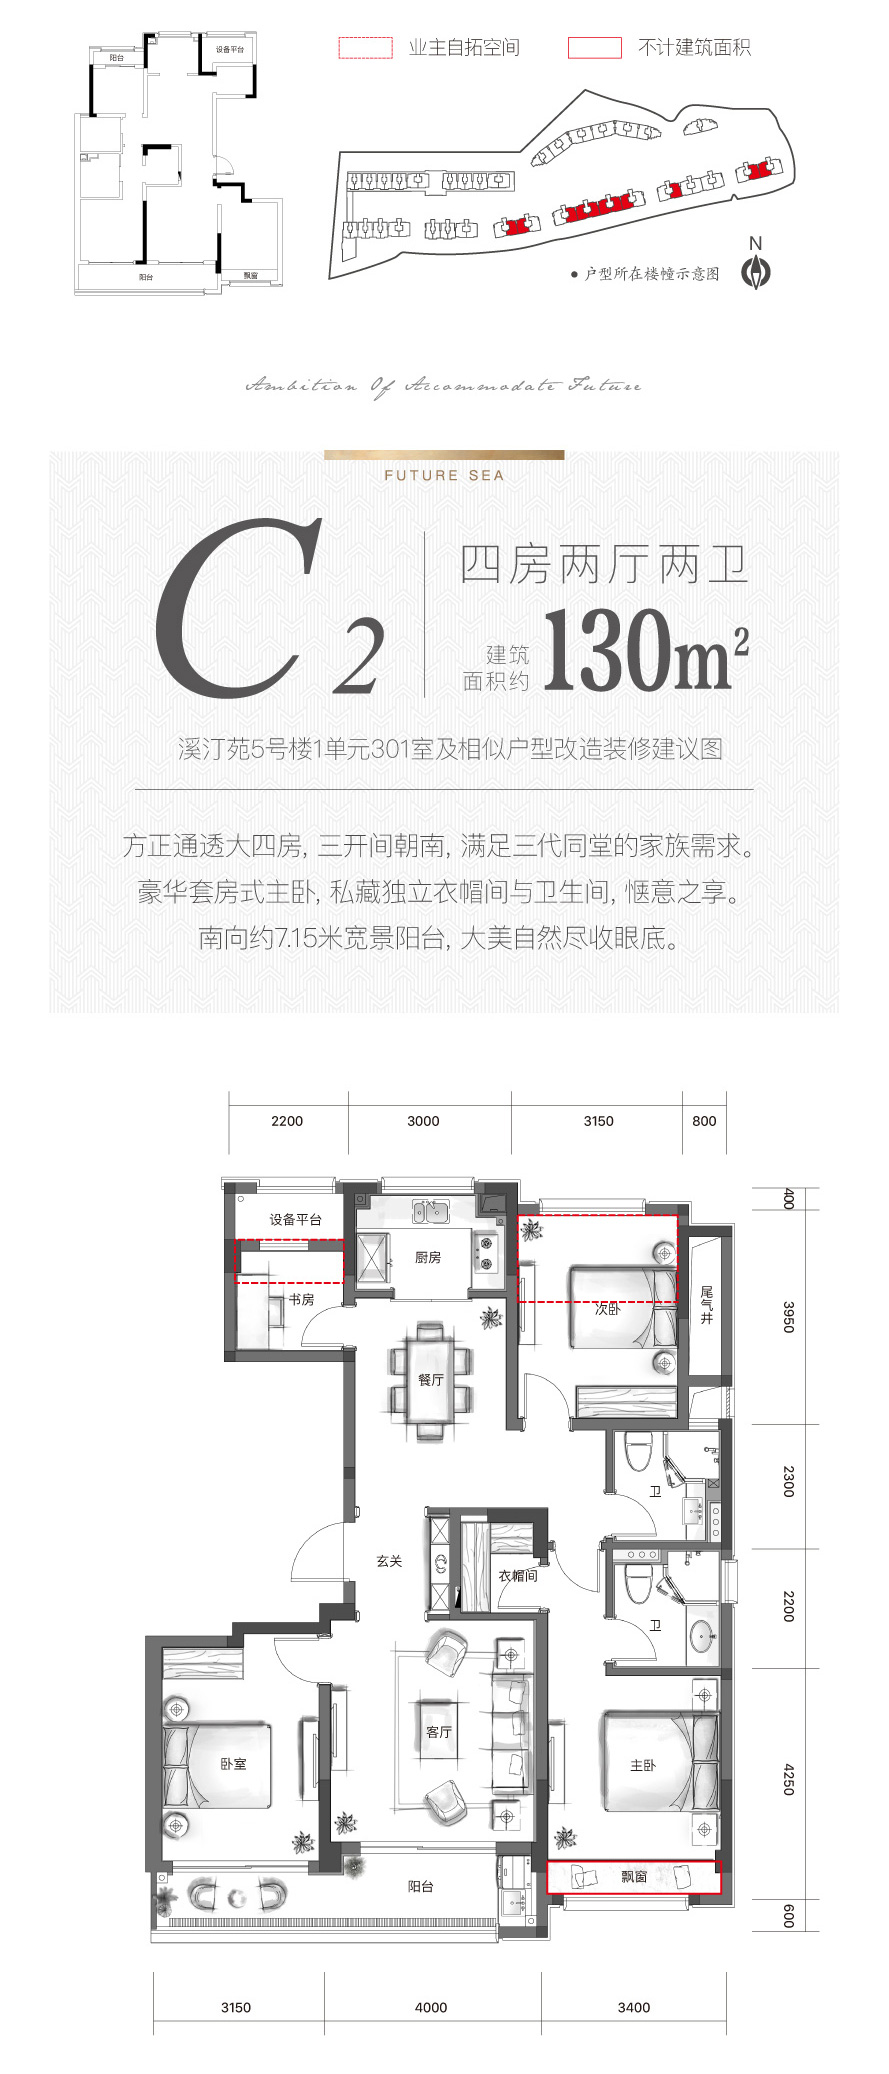 阳台
设备平台
阳台
飘窗
业主自拓空间
不计建筑面积
N
●户型所在楼幢示意图
Ambition Of Accommodate Future
FUTURE SEA
C2
四房两厅两卫
建筑
面积约
130m²
溪汀苑5号楼1单元301室及相似户型改造装修建议图
方正通透大四房,三开间朝南,满足三代同堂的家族需求。
豪华套房式主卧,私藏独立衣帽间与卫生间,惬意之享。
南向约7.15米宽景阳台,大美自然尽收眼底。
2200
3000
3150
800
400
3950
2300
2200
4250
600
设备平台
厨房
书房
次卧
尾气井
餐厅
卫
玄关
衣帽间
卫
客厅
卧室
主卧
阳台
飘窗
3150
4000
3400